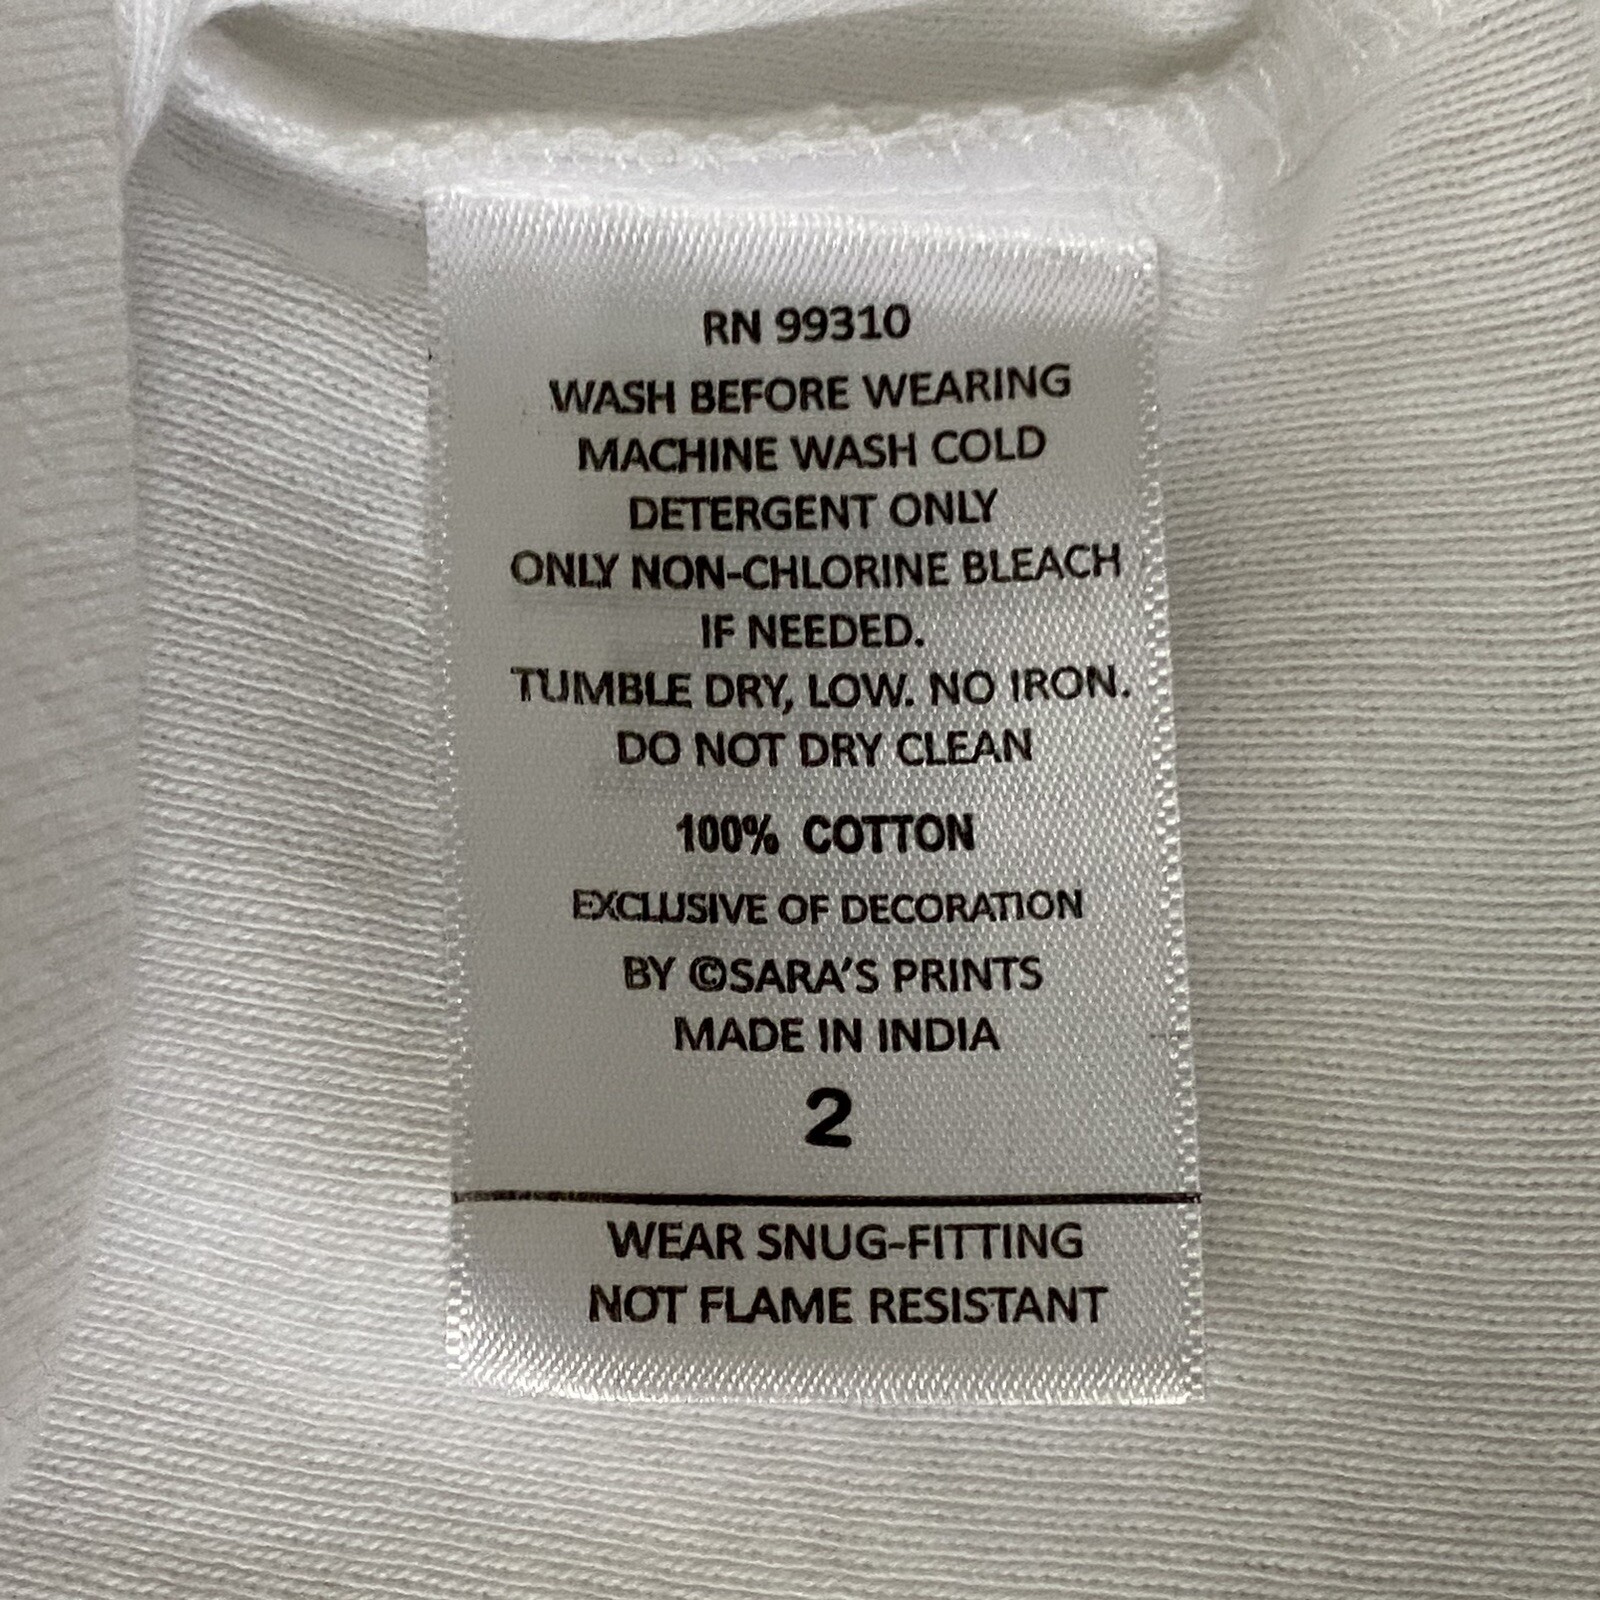 RN 99310
WASH BEFORE WEARING
MACHINE WASH COLD
DETERGENT ONLY
ONLY NON-CHLORINE BLEACH
IF NEEDED.
TUMBLE DRY, LOW. NO IRON.
DO NOT DRY CLEAN
100% COTTON
EXCLUSIVE OF DECORATION
BY ©SARA'S PRINTS
MADE IN INDIA
2
WEAR SNUG-FITTING
NOT FLAME RESISTANT